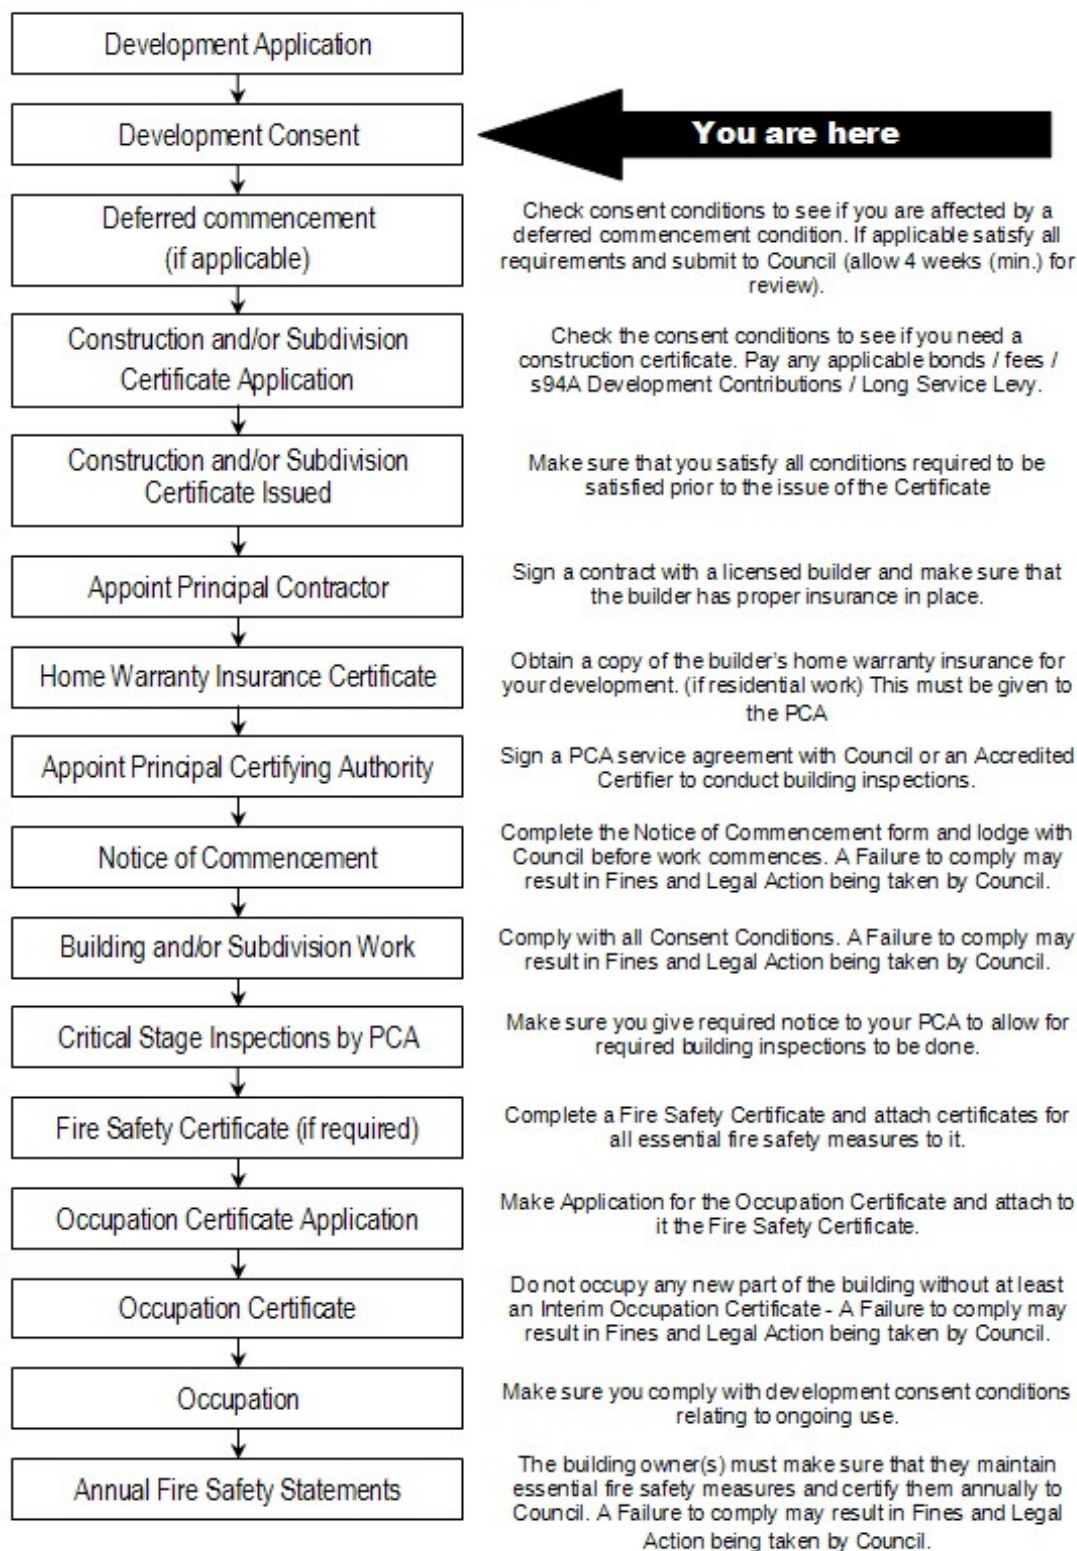 Development Application
Development Consent
You are here
Deferred commencement
(if applicable)
Check consent conditions to see if you are affected by a
deferred commencement condition. If applicable satisfy all
requirements and submit to Council (allow 4 weeks (min.) for
review).
Construction and/or Subdivision
Certificate Application
Check the consent conditions to see if you need a
construction certificate. Pay any applicable bonds / fees /
s94A Development Contributions / Long Service Levy.
Construction and/or Subdivision
Certificate Issued
Make sure that you satisfy all conditions required to be
satisfied prior to the issue of the Certificate
Appoint Principal Contractor
Sign a contract with a licensed builder and make sure that
the builder has proper insurance in place.
Home Warranty Insurance Certificate
Obtain a copy of the builder's home warranty insurance for
your development. (if residential work) This must be given to
the PCA
Appoint Principal Certifying Authority
Sign a PCA service agreement with Council or an Accredited
Certifier to conduct building inspections.
Notice of Commencement
Complete the Notice of Commencement form and lodge with
Council before work commences. A Failure to comply may
result in Fines and Legal Action being taken by Council.
Building and/or Subdivision Work
Comply with all Consent Conditions. A Failure to comply may
result in Fines and Legal Action being taken by Council.
Critical Stage Inspections by PCA
Make sure you give required notice to your PCA to allow for
required building inspections to be done.
Fire Safety Certificate (if required)
Complete a Fire Safety Certificate and attach certificates for
all essential fire safety measures to it.
Occupation Certificate Application
Make Application for the Occupation Certificate and attach to
it the Fire Safety Certificate.
Occupation Certificate
Do not occupy any new part of the building without at least
an Interim Occupation Certificate - A Failure to comply may
result in Fines and Legal Action being taken by Council.
Occupation
Make sure you comply with development consent conditions
relating to ongoing use.
Annual Fire Safety Statements
The building owner(s) must make sure that they maintain
essential fire safety measures and certify them annually to
Council. A Failure to comply may result in Fines and Legal
Action being taken by Council.